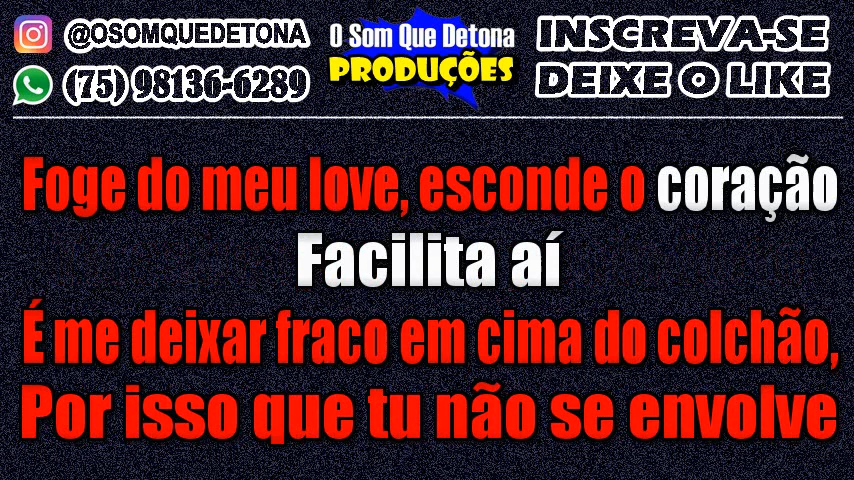 @OSOMQUEDETONA
(75) 98136-6289
O Som Que Detona
PRODUÇÕES
INSCREVA-SE
DEIXE O LIKE
Foge do meu love, esconde o coração
Facilita aí
É me deixar fraco em cima do colchão,
Por isso que tu não se envolve